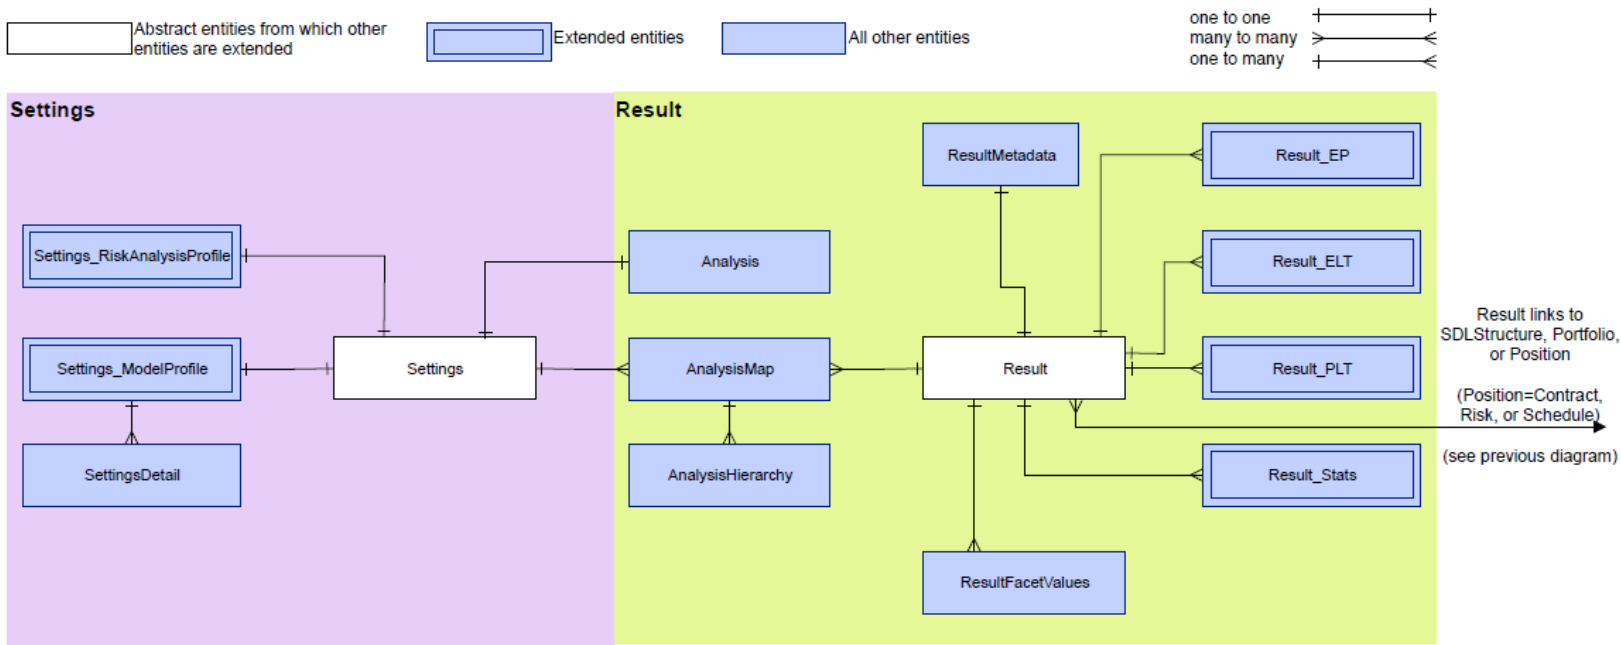 Abstract entities from which other
entities are extended
Extended entities
All other entities
one to one
many to many
one to many
Settings
Result
ResultMetadata
Result_EP
Settings_RiskAnalysisProfile
Analysis
Result_ELT
Result links to
SDLStructure, Portfolio,
or Position
(Position=Contract,
Risk, or Schedule)
(see previous diagram)
Settings_ModelProfile
Settings
AnalysisMap
Result
Result_PLT
SettingsDetail
AnalysisHierarchy
Result_Stats
ResultFacetValues